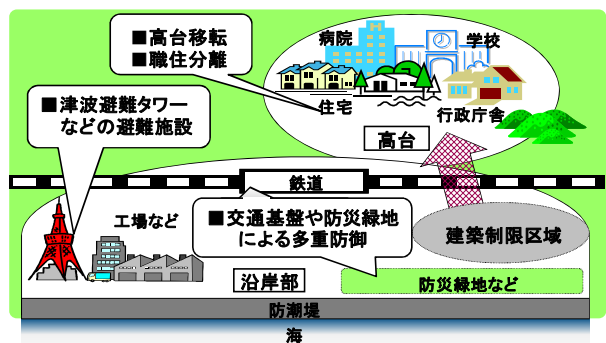 ■高台移転
■職住分離
病院
学校
住宅
行政庁舎
高台
■津波避難タワー
などの避難施設
鉄道
工場など
■交通基盤や防災緑地
による多重防御
建築制限区域
沿岸部
防災緑地など
防潮堤
海